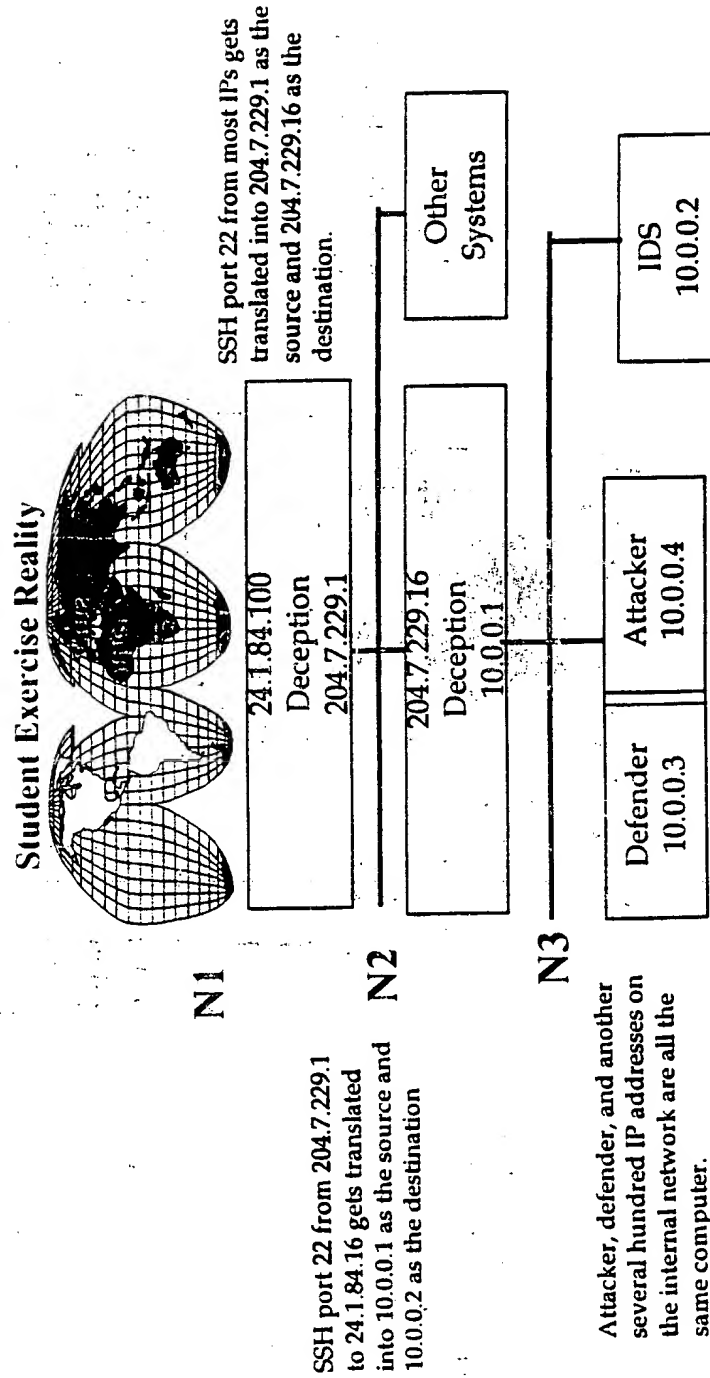 Student Exercise Reality
N1
24.1.84.100
Deception
204.7.229.1
SSH port 22 from most IPs gets
translated into 204.7.229.1 as the
source and 204.7.229.16 as the
destination.
SSH port 22 from 204.7.229.1
to 24.1.84.16 gets translated
into 10.0.0.1 as the source and
10.0.0.2 as the destination
N2
204.7.229.16
Deception
10.0.0.1
Other
Systems
N3
Attacker, defender, and another
several hundred IP addresses on
the internal network are all the
same computer.
Defender
10.0.0.3
Attacker
10.0.0.4
IDS
10.0.0.2